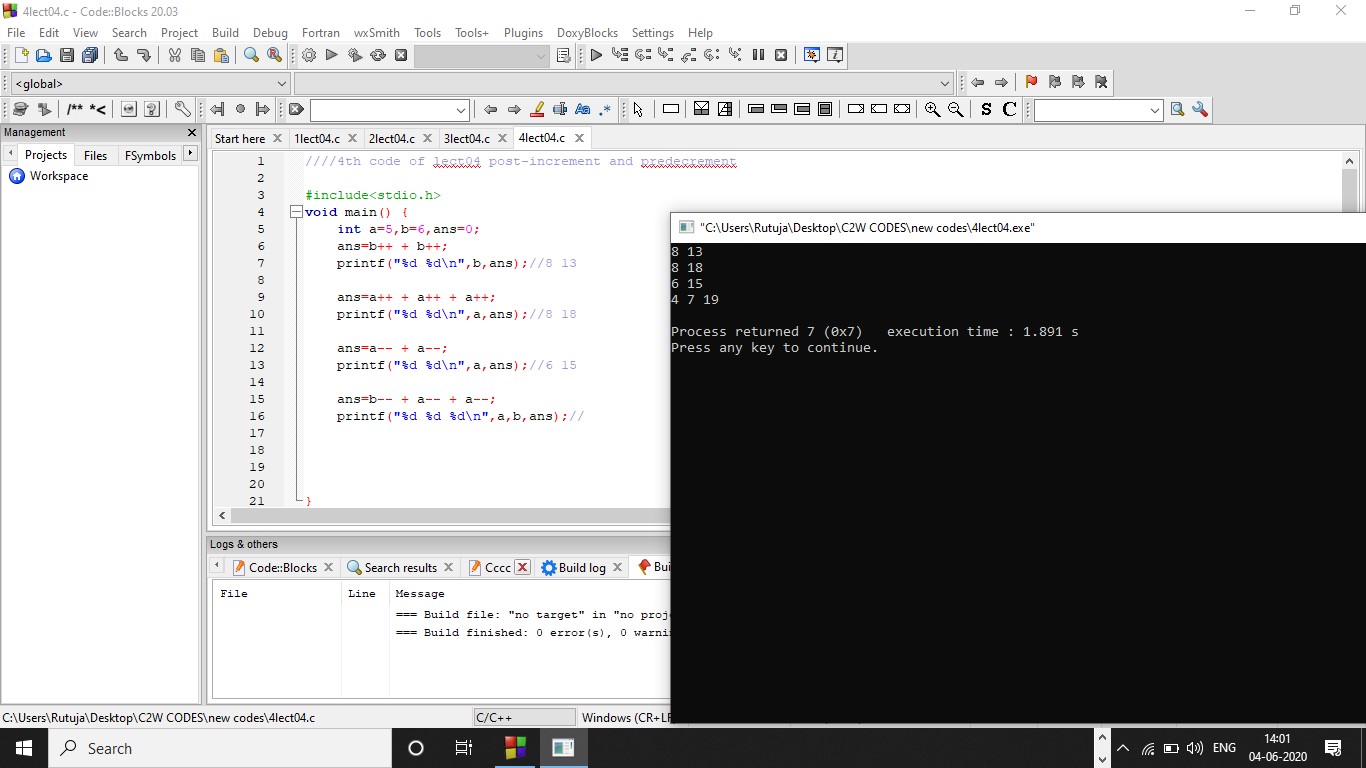 4lect04.c - Code::Blocks 20.03
File Edit View Search Project Build Debug Fortran wxSmith Tools Tools+ Plugins DoxyBlocks Settings Help
<global>
/** *<
Aa .*
S C
Management
Projects Files FSymbols
Workspace
Start here 1lect04.c 2lect04.c 3lect04.c 4lect04.c
1 ////4th code of lect04 post-increment and predecrement
2
3 #include<stdio.h>
4 void main() {
5 int a=5,b=6,ans=0;
6 ans=b++ + b++;
7 printf("%d %d\n",b,ans);//8 13
8
9 ans=a++ + a++ + a++;
10 printf("%d %d\n",a,ans);//8 18
11
12 ans=a-- + a--;
13 printf("%d %d\n",a,ans);//6 15
14
15 ans=b-- + a-- + a--;
16 printf("%d %d %d\n",a,b,ans);//
17
18
19
20
21 }
"C:\Users\Rutuja\Desktop\C2W CODES\new codes\4lect04.exe"
8 13
8 18
6 15
4 7 19
Process returned 7 (0x7) execution time : 1.891 s
Press any key to continue.
Logs & others
Code::Blocks Search results Cccc Build log Bui
File Line Message
=== Build file: "no target" in "no proj
=== Build finished: 0 error(s), 0 warni
C:\Users\Rutuja\Desktop\C2W CODES\new codes\4lect04.c C/C++ Windows (CR+LF
Search
ENG
14:01
04-06-2020